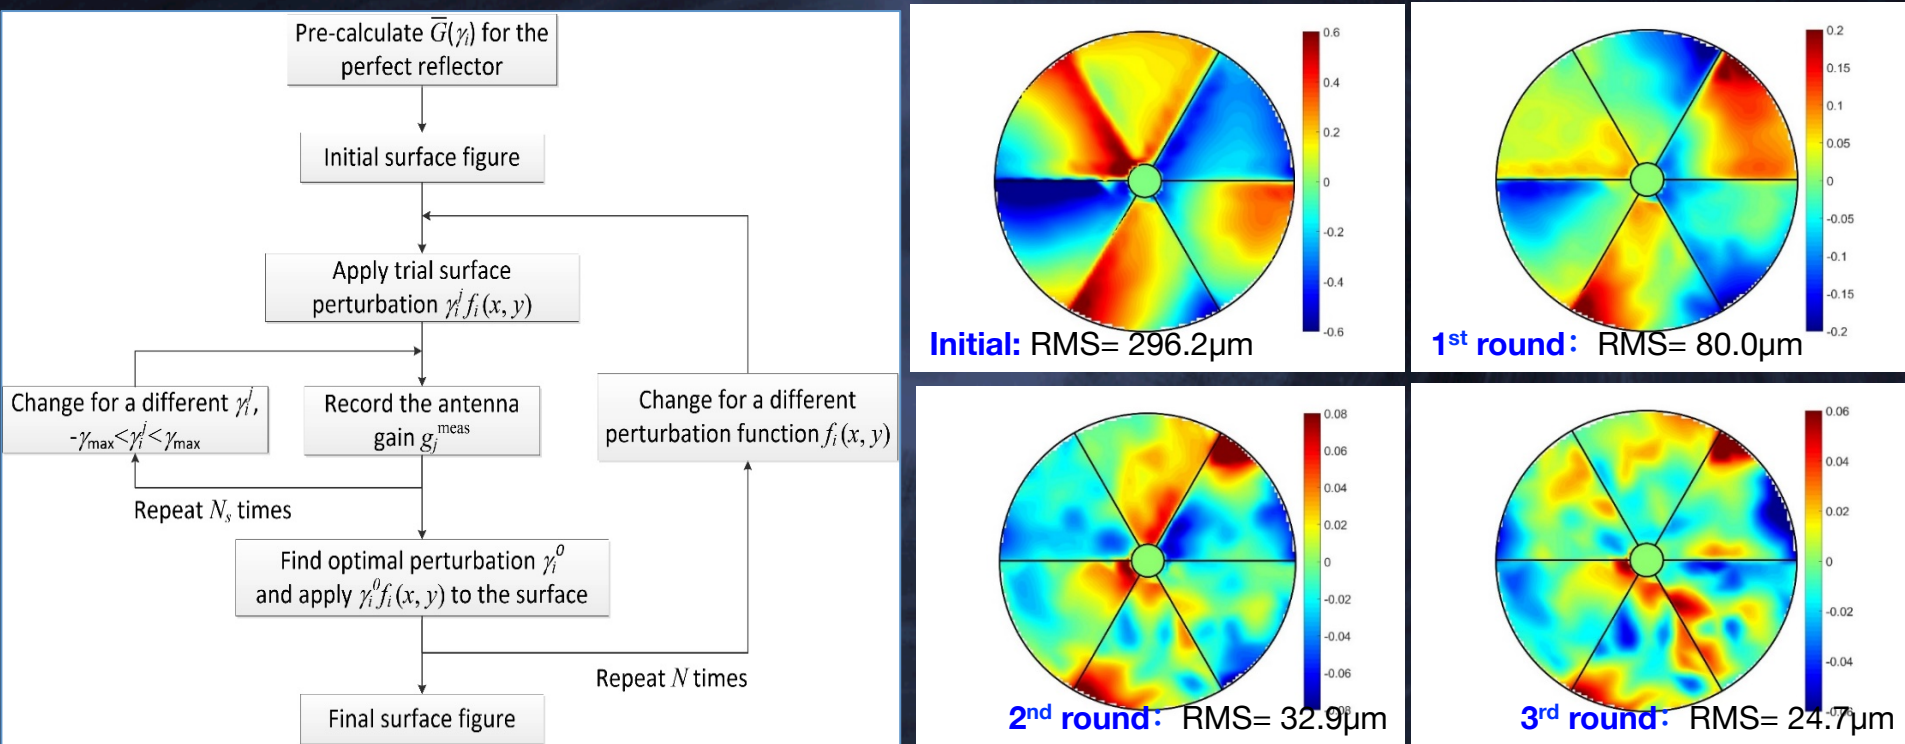 Pre-calculate G̅(γᵢ) for the
perfect reflector
Initial surface figure
Apply trial surface
perturbation γᵢʲfᵢ(x, y)
Change for a different γᵢʲ,
-γmax<γᵢʲ<γmax
Record the antenna
gain gⱼᵐᵉᵃˢ
Change for a different
perturbation function fᵢ(x, y)
Repeat Nₛ times
Find optimal perturbation γᵢ⁰
and apply γᵢ⁰fᵢ(x, y) to the surface
Repeat N times
Final surface figure
0.6
0.4
0.2
0
-0.2
-0.4
-0.6
Initial: RMS= 296.2μm
0.2
0.15
0.1
0.05
0
-0.05
-0.1
-0.15
-0.2
1st round: RMS= 80.0μm
0.08
0.06
0.04
0.02
0
-0.02
-0.04
-0.06
-0.08
2nd round: RMS= 32.9μm
0.06
0.04
0.02
0
-0.02
-0.04
3rd round: RMS= 24.7μm